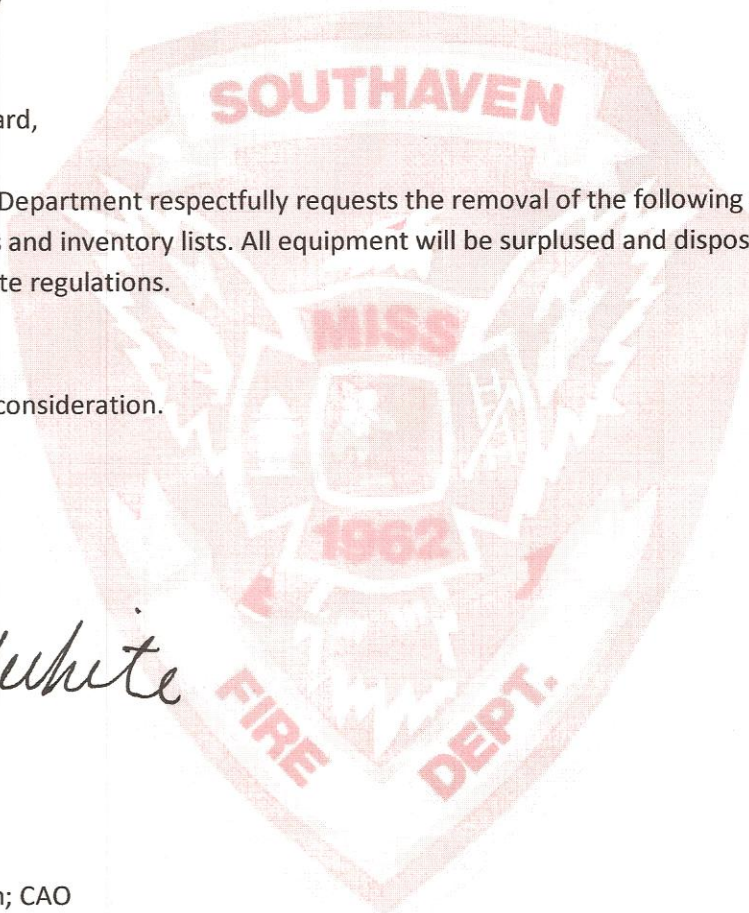 SOUTHAVEN
ard,
Department respectfully requests the removal of the following
s and inventory lists. All equipment will be surplused and dispos
te regulations.
MISS
consideration.
1962
White
FIRE DEPT.
n; CAO